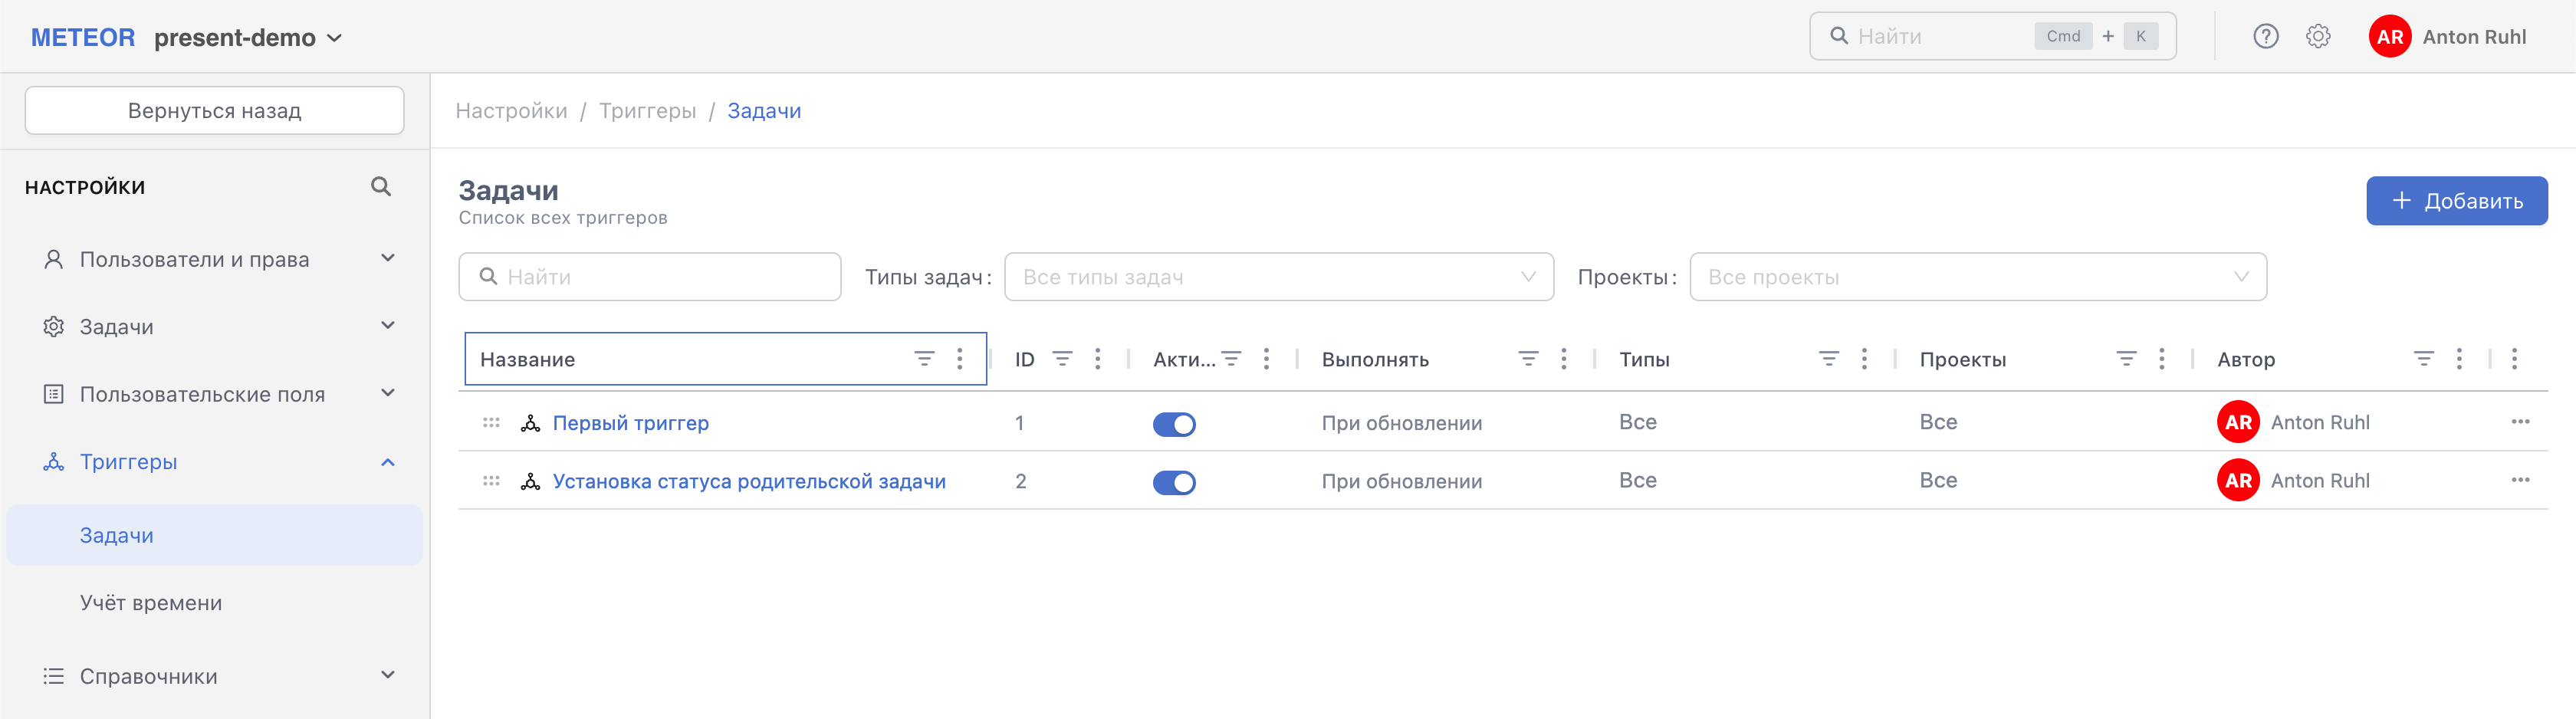 METEOR present-demo
Найти Cmd + K
AR Anton Ruhl
Вернуться назад
НАСТРОЙКИ
Пользователи и права
Задачи
Пользовательские поля
Триггеры
Задачи
Учёт времени
Справочники
Настройки / Триггеры / Задачи
Задачи
Список всех триггеров
+ Добавить
Найти Типы задач: Все типы задач Проекты: Все проекты
Название ID Акти... Выполнять Типы Проекты Автор
Первый триггер 1 При обновлении Все Все AR Anton Ruhl
Установка статуса родительской задачи 2 При обновлении Все Все AR Anton Ruhl